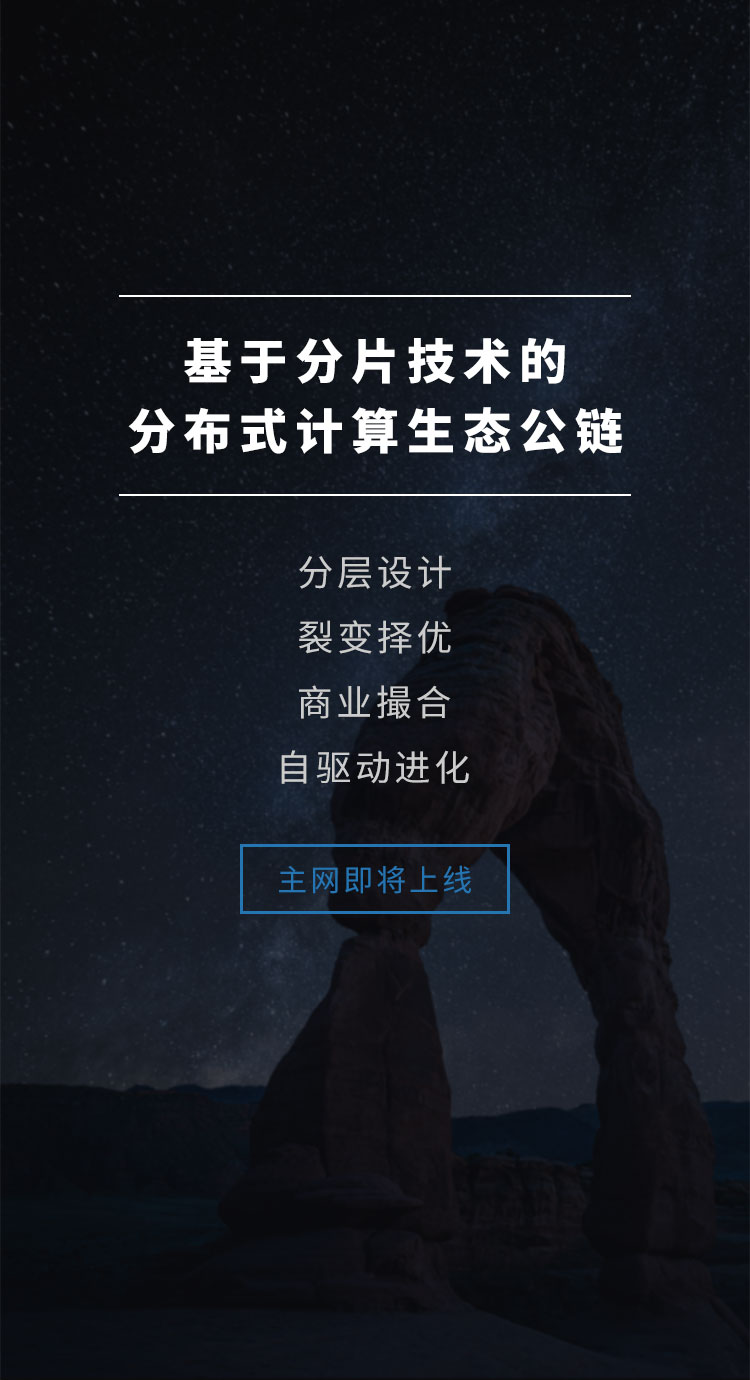 基于分片技术的
分布式计算生态公链
分层设计
裂变择优
商业撮合
自驱动进化
主网即将上线